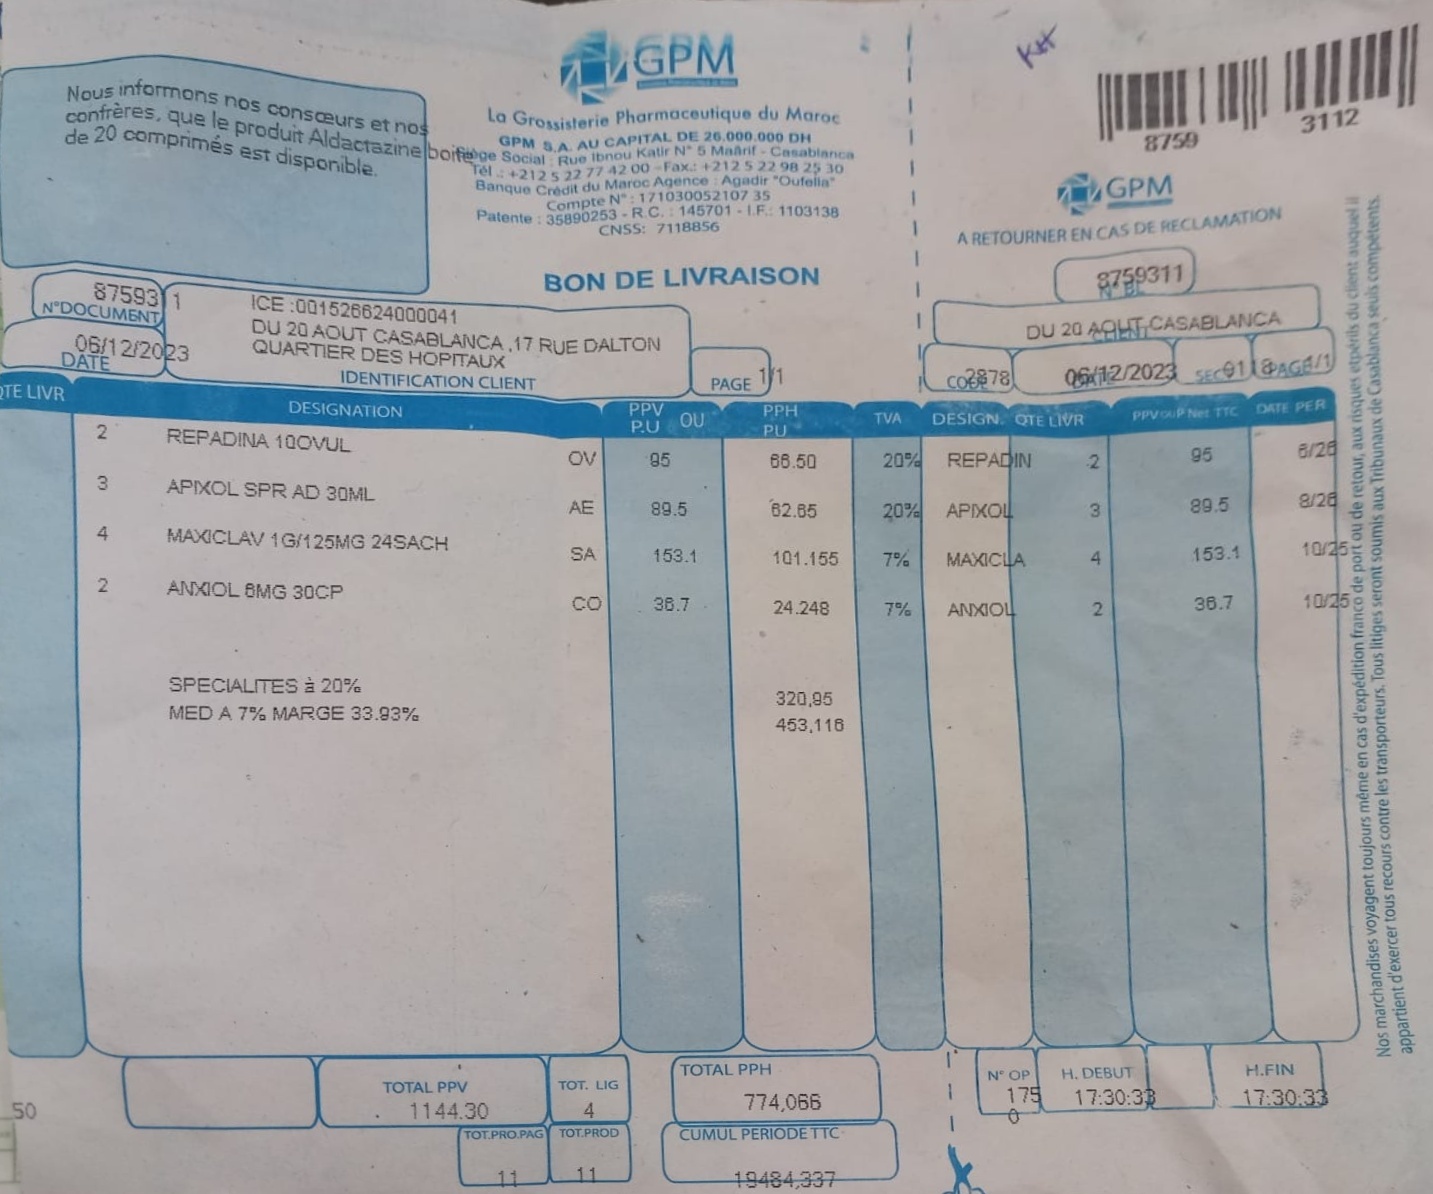 Nous informons nos consœurs et nos
confrères, que le produit Aldactazine boite
de 20 comprimés est disponible.
GPM
La Grossisterie Pharmaceutique du Maroc
GPM S.A. AU CAPITAL DE 26.000.000 DH
Siège Social : Rue Ibnou Katir N° 5 Maârif - Casablanca
Tél .: +212 5 22 77 42 00 - Fax.: +212 5 22 98 25 30
Banque Crédit du Maroc Agence : Agadir "Oufella"
Compte N° : 171030052107 35
Patente : 35890253 - R.C. : 145701 - I.F.: 1103138
CNSS: 7118856
BON DE LIVRAISON
87593 1
N°DOCUMENT
06/12/2023
DATE
ICE :001526624000041
DU 20 AOUT CASABLANCA ,17 RUE DALTON
QUARTIER DES HOPITAUX
IDENTIFICATION CLIENT
PAGE 1/1
8759 3112
GPM
A RETOURNER EN CAS DE RECLAMATION
8759311
N° BL
DU 20 AOUT CASABLANCA
CLIENT
CODE 2878 06/12/2023 DATE SEC 9118 PAGE 1/1
QTE LIVR DESIGNATION PPV P.U OU PPH PU TVA DESIGN. QTE LIVR PPV ou P Net TTC DATE PER
2 REPADINA 10OVUL OV 95 66.50 20% REPADIN 2 95 6/26
3 APIXOL SPR AD 30ML AE 89.5 62.65 20% APIXOL 3 89.5 8/26
4 MAXICLAV 1G/125MG 24SACH SA 153.1 101.155 7% MAXICLA 4 153.1 10/25
2 ANXIOL 6MG 30CP CO 36.7 24.248 7% ANXIOL 2 36.7 10/25
SPECIALITES à 20% 320,95
MED A 7% MARGE 33.93% 453,116
Nos marchandises voyagent toujours même en cas d'expédition franco de port ou de retour, aux risques et périls du client auquel il
appartient d'exercer tous recours contre les transporteurs. Tous litiges seront soumis aux Tribunaux de Casablanca seuls compétents.
TOTAL PPV
1144.30
TOT. LIG
4
TOTAL PPH
774,066
N° OP
1750
H. DEBUT
17:30:33
H.FIN
17:30:33
50
TOT.PRO.PAG
11
TOT.PROD
11
CUMUL PERIODE TTC
19484,337